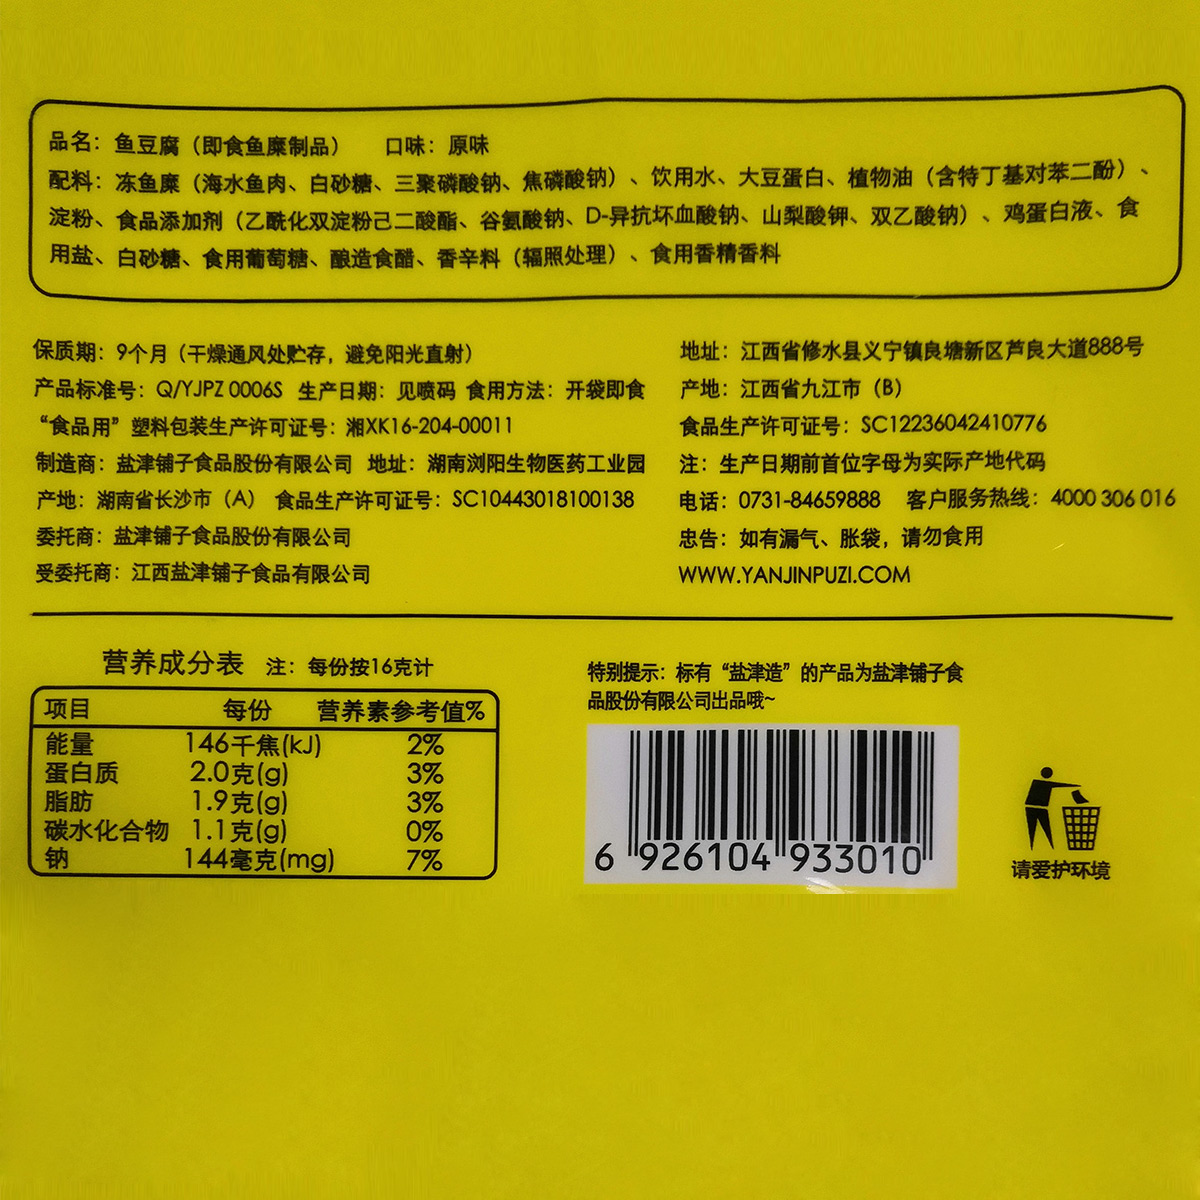 品名：鱼豆腐（即食鱼糜制品） 口味：原味
配料：冻鱼糜（海水鱼肉、白砂糖、三聚磷酸钠、焦磷酸钠）、饮用水、大豆蛋白、植物油（含特丁基对苯二酚）、
淀粉、食品添加剂（乙酰化双淀粉己二酸酯、谷氨酸钠、D-异抗坏血酸钠、山梨酸钾、双乙酸钠）、鸡蛋白液、食
用盐、白砂糖、食用葡萄糖、酿造食醋、香辛料（辐照处理）、食用香精香料
保质期：9个月（干燥通风处贮存，避免阳光直射）
产品标准号：Q/YJPZ 0006S 生产日期：见喷码 食用方法：开袋即食
“食品用”塑料包装生产许可证号：湘XK16-204-00011
制造商：盐津铺子食品股份有限公司 地址：湖南浏阳生物医药工业园
产地：湖南省长沙市（A） 食品生产许可证号：SC10443018100138
委托商：盐津铺子食品股份有限公司
受委托商：江西盐津铺子食品有限公司
地址：江西省修水县义宁镇良塘新区芦良大道888号
产地：江西省九江市（B）
食品生产许可证号：SC12236042410776
注：生产日期前首位字母为实际产地代码
电话：0731-84659888 客户服务热线：4000 306 016
忠告：如有漏气、胀袋，请勿食用
WWW.YANJINPUZI.COM
营养成分表 注：每份按16克计
项目 每份 营养素参考值%
能量 146千焦(kJ) 2%
蛋白质 2.0克(g) 3%
脂肪 1.9克(g) 3%
碳水化合物 1.1克(g) 0%
钠 144毫克(mg) 7%
特别提示：标有“盐津造”的产品为盐津铺子食
品股份有限公司出品哦~
6 926104 933010
请爱护环境